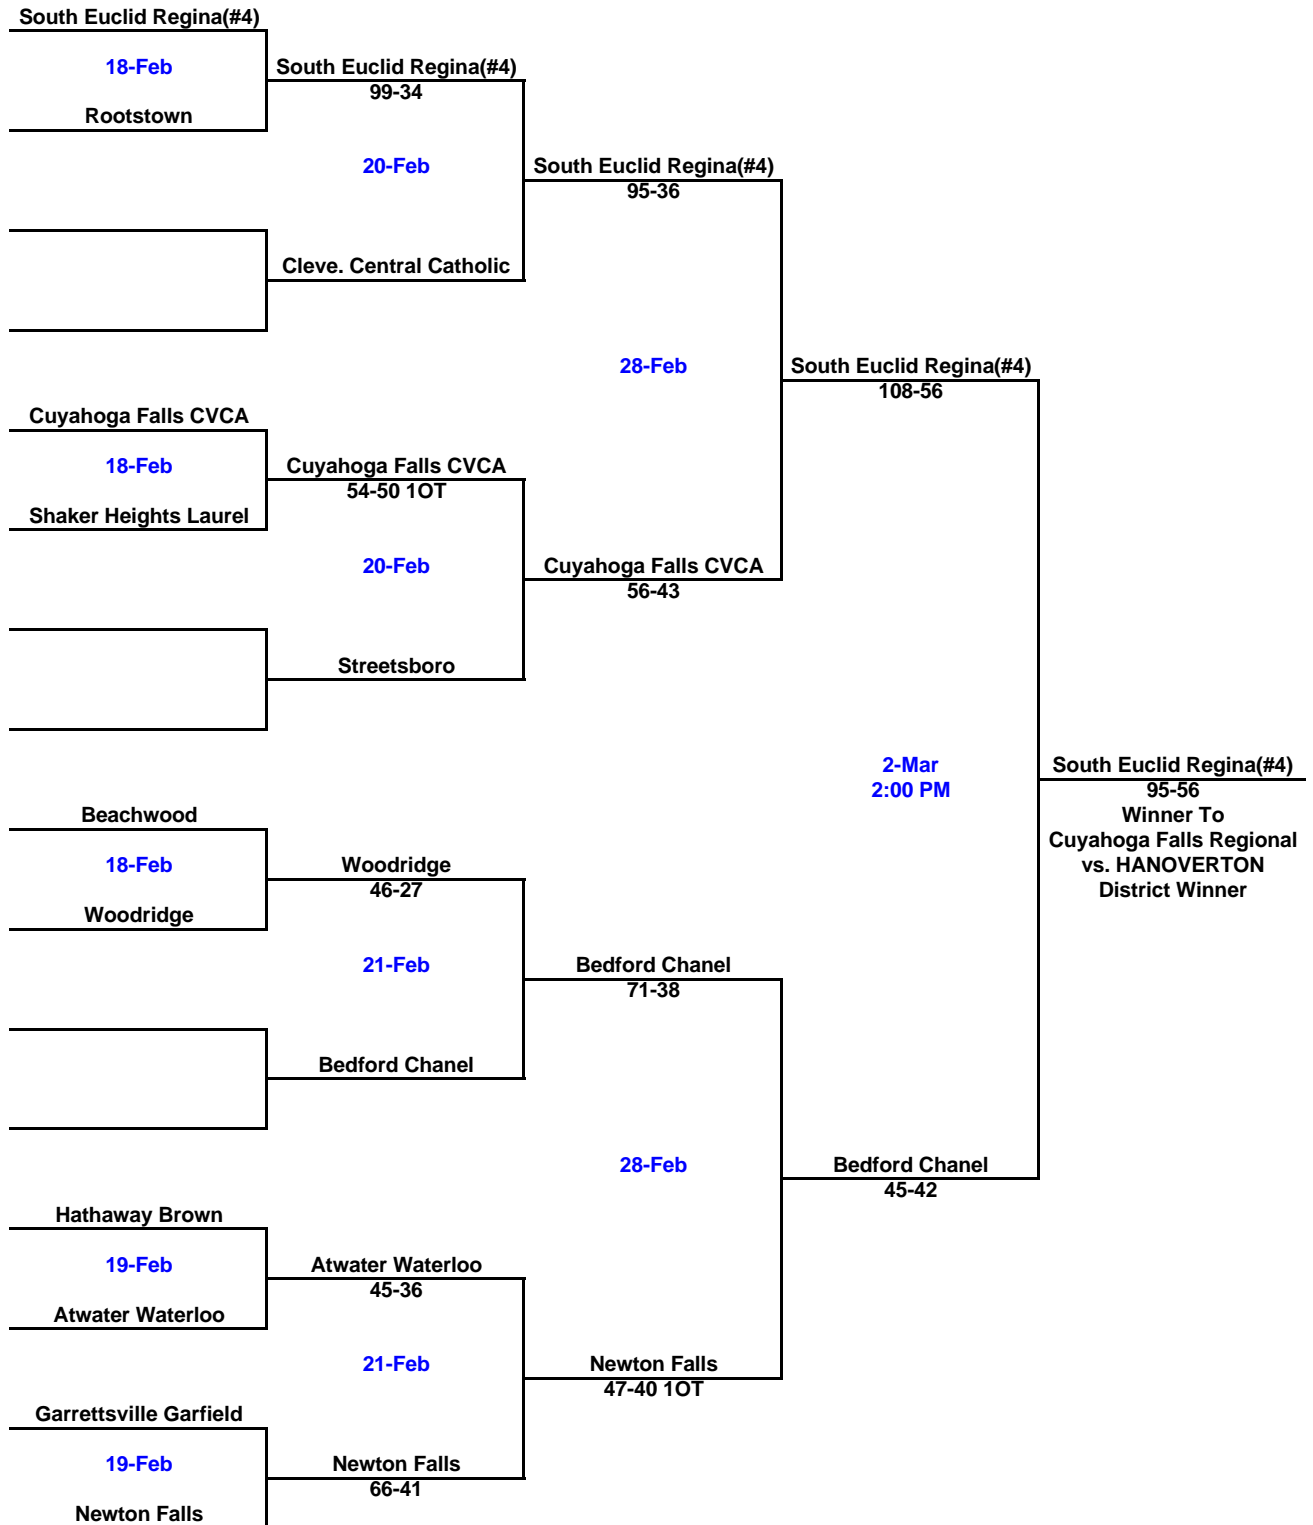 South Euclid Regina(#4)
18-Feb
South Euclid Regina(#4)
99-34
Rootstown
20-Feb
South Euclid Regina(#4)
95-36
Cleve. Central Catholic
28-Feb
South Euclid Regina(#4)
108-56
Cuyahoga Falls CVCA
18-Feb
Cuyahoga Falls CVCA
54-50 1OT
Shaker Heights Laurel
20-Feb
Cuyahoga Falls CVCA
56-43
Streetsboro
2-Mar
2:00 PM
South Euclid Regina(#4)
95-56
Winner To
Cuyahoga Falls Regional
vs. HANOVERTON
District Winner
Beachwood
18-Feb
Woodridge
46-27
Woodridge
21-Feb
Bedford Chanel
71-38
Bedford Chanel
28-Feb
Bedford Chanel
45-42
Hathaway Brown
19-Feb
Atwater Waterloo
45-36
Atwater Waterloo
21-Feb
Newton Falls
47-40 1OT
Garrettsville Garfield
19-Feb
Newton Falls
66-41
Newton Falls